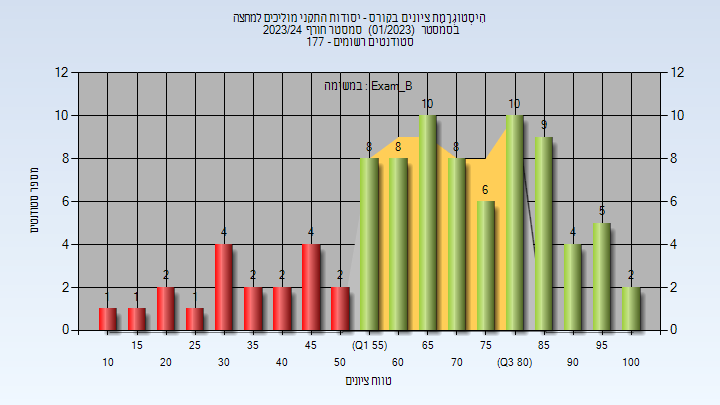 היסטוגרמת ציונים בקורס - יסודות התקני מוליכים למחצה
בסמסטר (01/2023) סמסטר חורף 2023/24
סטודנטים רשומים - 177
במשימה : Exam_B
מספר סטודנטים
12 12
10 10
8 8
6 6
4 4
2 2
0 0
1 1 2 1 4 2 2 4 2 8 8 10 8 6 10 9 4 5 2
15 25 35 45 (Q1 55) 65 75 85 95
10 20 30 40 50 60 70 (Q3 80) 90 100
טווח ציונים